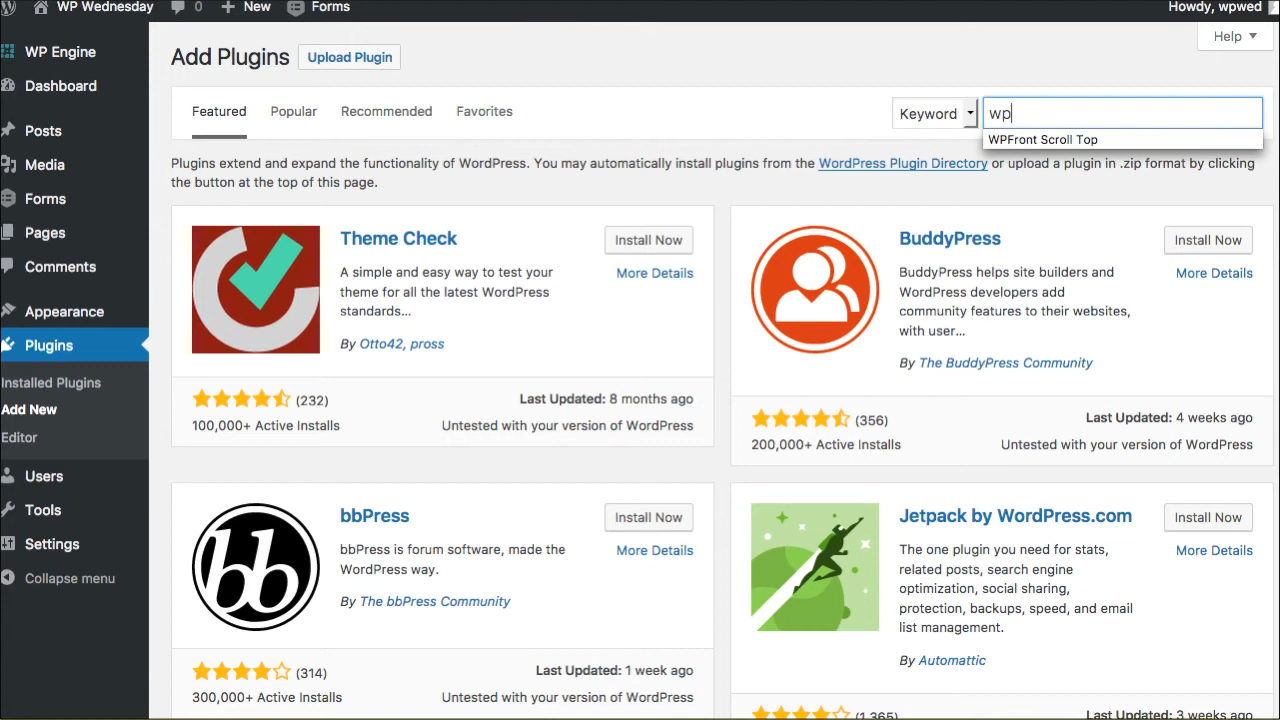 WP Wednesday 0 New Forms Howdy, wpwed
WP Engine
Dashboard
Posts
Media
Forms
Pages
Comments
Appearance
Plugins
Installed Plugins
Add New
Editor
Users
Tools
Settings
Collapse menu
Help
Add Plugins Upload Plugin
Featured Popular Recommended Favorites Keyword wp
WPFront Scroll Top
Plugins extend and expand the functionality of WordPress. You may automatically install plugins from the WordPress Plugin Directory or upload a plugin in .zip format by clicking
the button at the top of this page.
Theme Check
Install Now
More Details
A simple and easy way to test your
theme for all the latest WordPress
standards...
By Otto42, pross
(232)
Last Updated: 8 months ago
100,000+ Active Installs
Untested with your version of WordPress
BuddyPress
Install Now
More Details
BuddyPress helps site builders and
WordPress developers add
community features to their websites,
with user...
By The BuddyPress Community
(356)
Last Updated: 4 weeks ago
200,000+ Active Installs
Untested with your version of WordPress
bb
bbPress
Install Now
More Details
bbPress is forum software, made the
WordPress way.
By The bbPress Community
(314)
Last Updated: 1 week ago
300,000+ Active Installs
Untested with your version of WordPress
Jetpack by WordPress.com
Install Now
More Details
The one plugin you need for stats,
related posts, search engine
optimization, social sharing,
protection, backups, speed, and email
list management.
By Automattic
(1,365)
Last Updated: 3 weeks ago